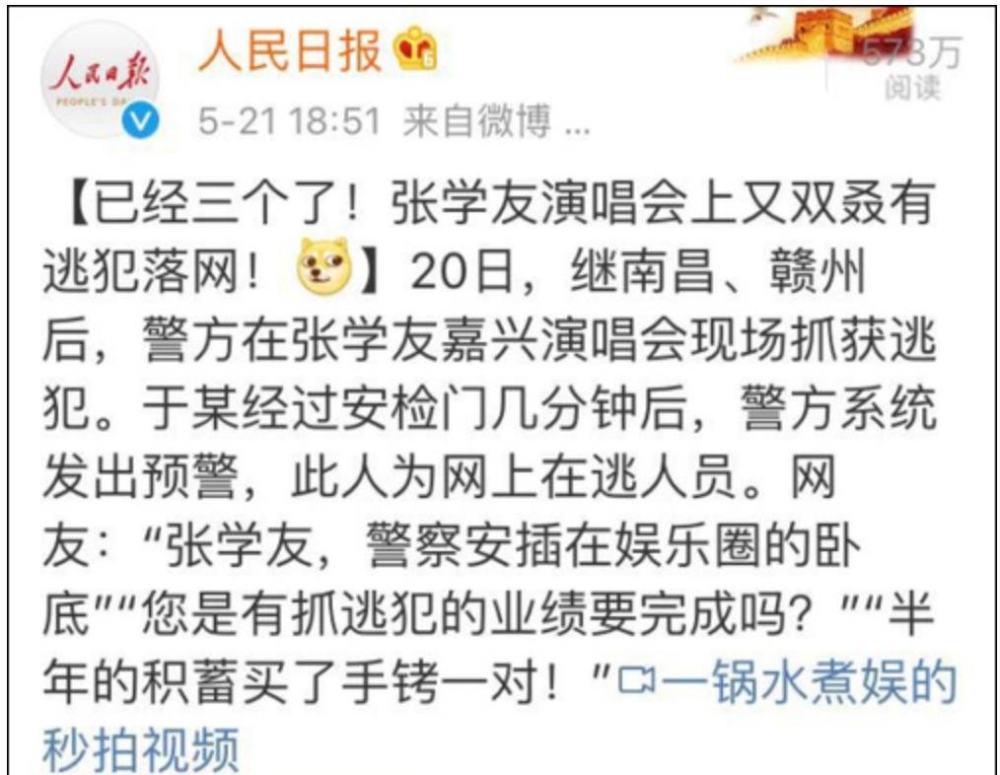 人民日报
人民日报
PEOPLE'S DA
573万
阅读
5-21 18:51 来自微博 ...
【已经三个了！张学友演唱会上又双叒有
逃犯落网！】20日，继南昌、赣州
后，警方在张学友嘉兴演唱会现场抓获逃
犯。于某经过安检门几分钟后，警方系统
发出预警，此人为网上在逃人员。网
友：“张学友，警察安插在娱乐圈的卧
底”“您是有抓逃犯的业绩要完成吗？”“半
年的积蓄买了手铐一对！”一锅水煮娱的
秒拍视频